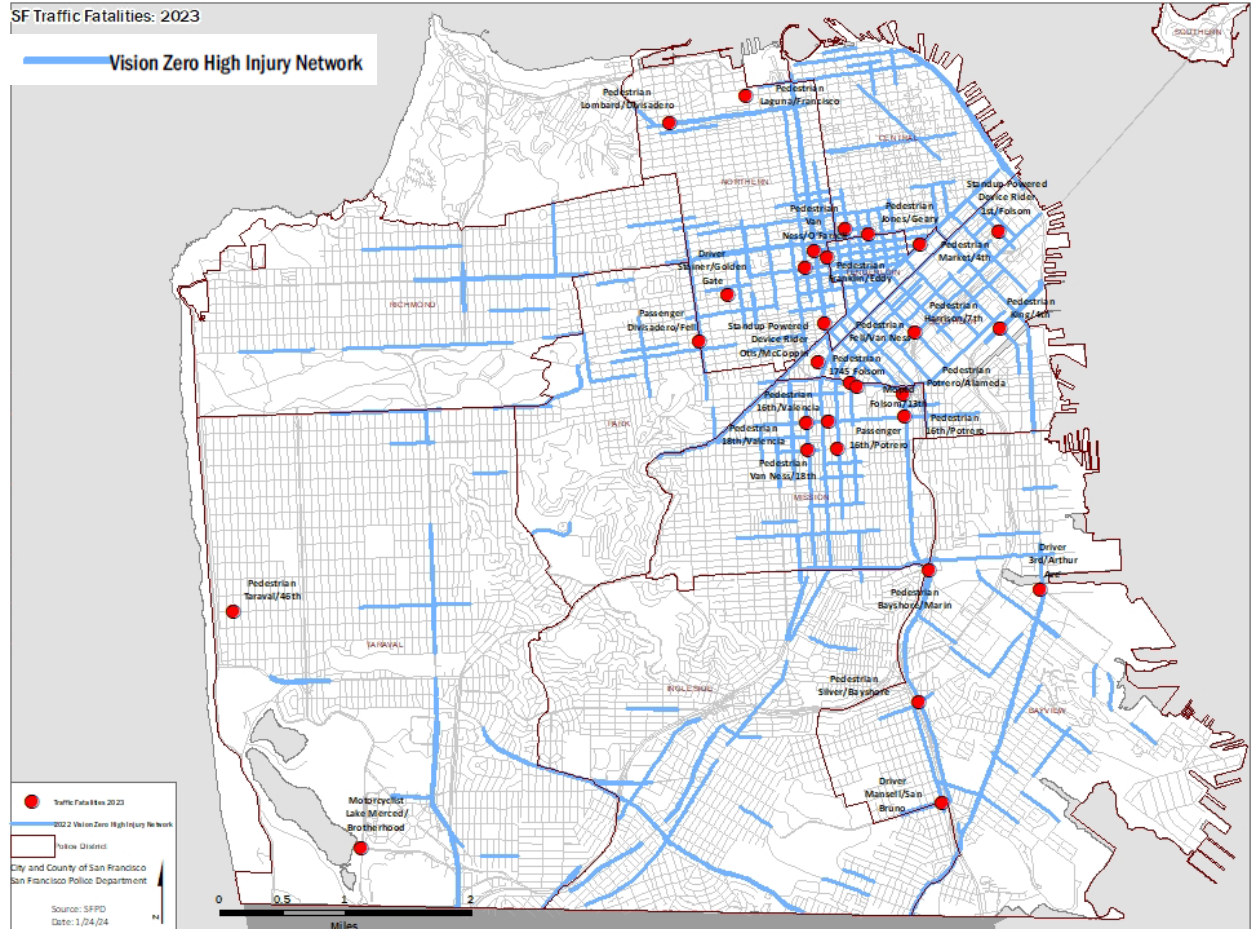 SF Traffic Fatalities: 2023
Vision Zero High Injury Network
SOUTHERN
Pedestrian
Lombard/Divisadero
Pedestrian
Laguna/Francisco
CENTRAL
NORTHERN
Standup Powered
Device Rider
1st/Folsom
Pedestrian
Jones/Geary
Pedestrian
Van
Ness/O'Farrell
Pedestrian
Market/4th
Driver
Steiner/Golden
Gate
Pedestrian
Franklin/Eddy
TENDERLOIN
RICHMOND
Pedestrian
Harrison/7th
Pedestrian
King/4th
Passenger
Divisadero/Fell
Standup Powered
Device Rider
Otis/McCoppin
Pedestrian
Fell/Van Ness
Pedestrian
1745 Folsom
Pedestrian
Potrero/Alameda
Folsom/13th
Pedestrian
16th/Valencia
Pedestrian
16th/Potrero
PARK
Pedestrian
18th/Valencia
Passenger
16th/Potrero
Pedestrian
Van Ness/18th
MISSION
Driver
3rd/Arthur
Ave
Pedestrian
Taraval/46th
Pedestrian
Bayshore/Marin
TARAVAL
INGLESIDE
Pedestrian
Silver/Bayshore
BAYVIEW
Driver
Mansell/San
Bruno
Motorcyclist
Lake Merced/
Brotherhood
Traffic Fatalities 2023
2022 Vision Zero High Injury Network
Police District
City and County of San Francisco
San Francisco Police Department
Source: SFPD
Date: 1/24/24
N
0 0.5 1 2
Miles